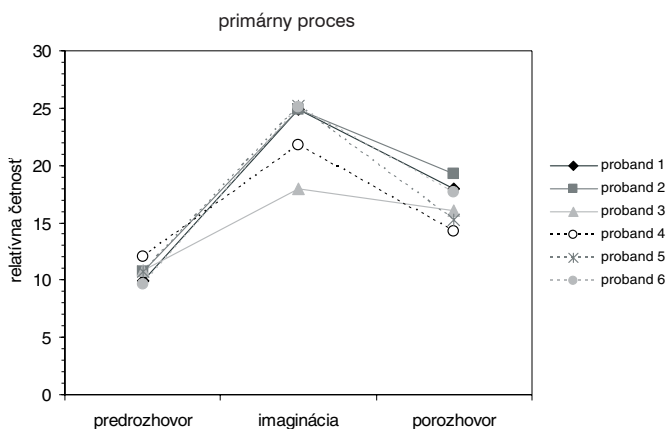 primárny proces
30
25
20
15
10
5
0
relatívna četnosť
predrozhovor imaginácia porozhovor
proband 1
proband 2
proband 3
proband 4
proband 5
proband 6